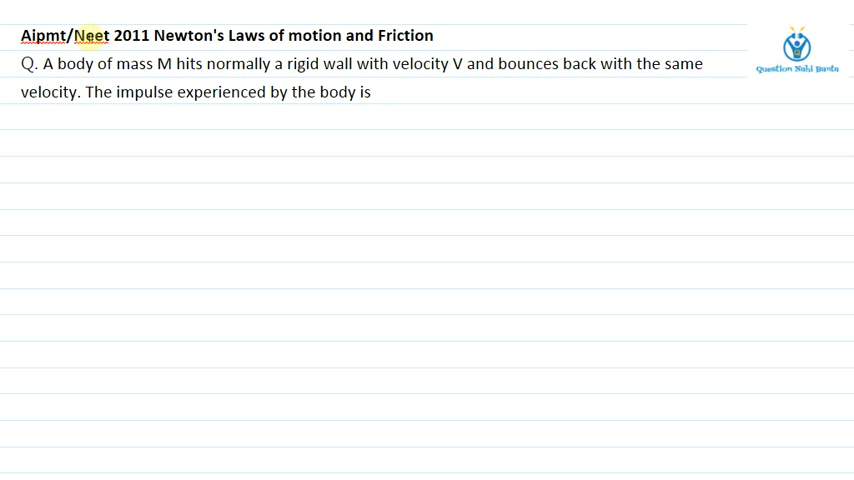 Aipmt/Neet 2011 Newton's Laws of motion and Friction
Q. A body of mass M hits normally a rigid wall with velocity V and bounces back with the same
velocity. The impulse experienced by the body is
Question Nahi Banta